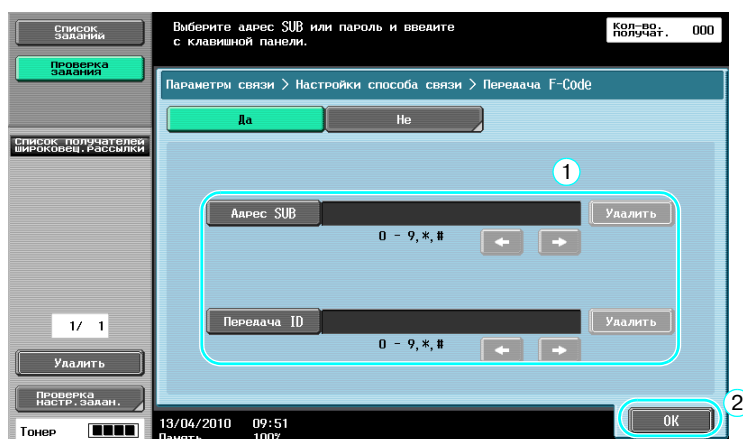 Список
заданий
Выберите адрес SUB или пароль и введите
с клавишной панели.
Кол-во.
получат.
000
Проверка
задания
Параметры связи > Настройки способа связи > Передача F-Code
Да
Не
Список получателей
широковещ.рассылки
1
Адрес SUB
Удалить
0 - 9,*,#
← →
Передача ID
Удалить
0 - 9,*,#
← →
1/ 1
Удалить
Проверка
настр.задан.
2
OK
Тонер
13/04/2010 09:51
Память 100%